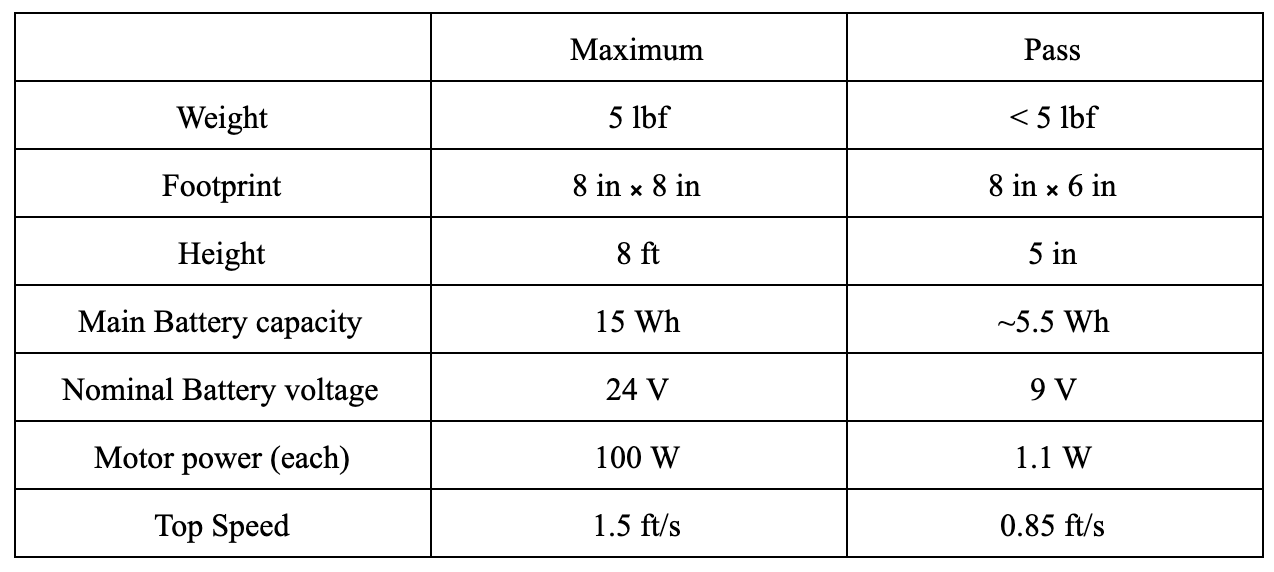 Maximum Pass
Weight 5 lbf < 5 lbf
Footprint 8 in × 8 in 8 in × 6 in
Height 8 ft 5 in
Main Battery capacity 15 Wh ~5.5 Wh
Nominal Battery voltage 24 V 9 V
Motor power (each) 100 W 1.1 W
Top Speed 1.5 ft/s 0.85 ft/s